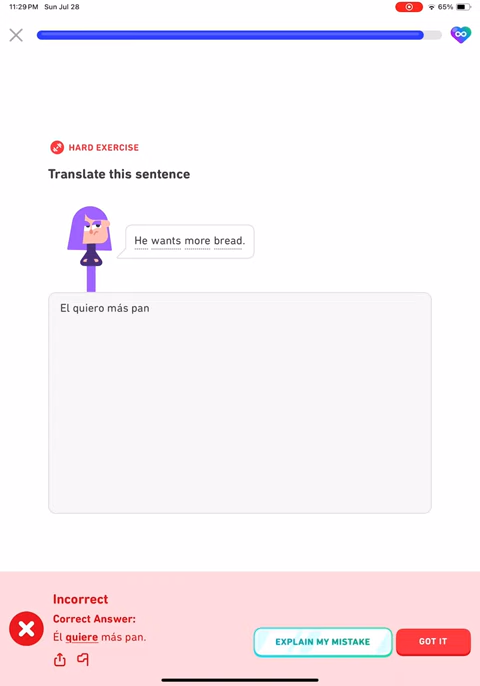 11:29 PM Sun Jul 28
65%
HARD EXERCISE
Translate this sentence
He wants more bread.
El quiero más pan
Incorrect
Correct Answer:
Él quiere más pan.
EXPLAIN MY MISTAKE
GOT IT